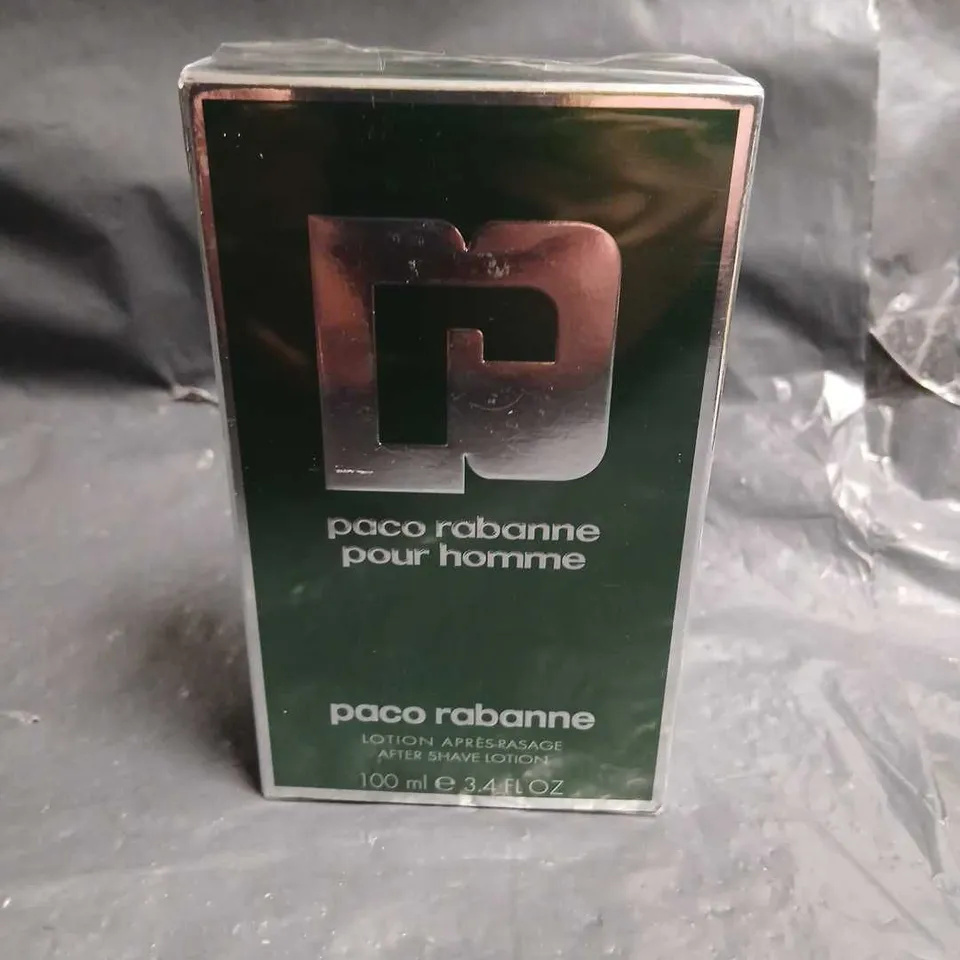 paco rabanne
pour homme
paco rabanne
LOTION APRÈS-RASAGE
AFTER SHAVE LOTION
100 ml e 3.4 FL OZ